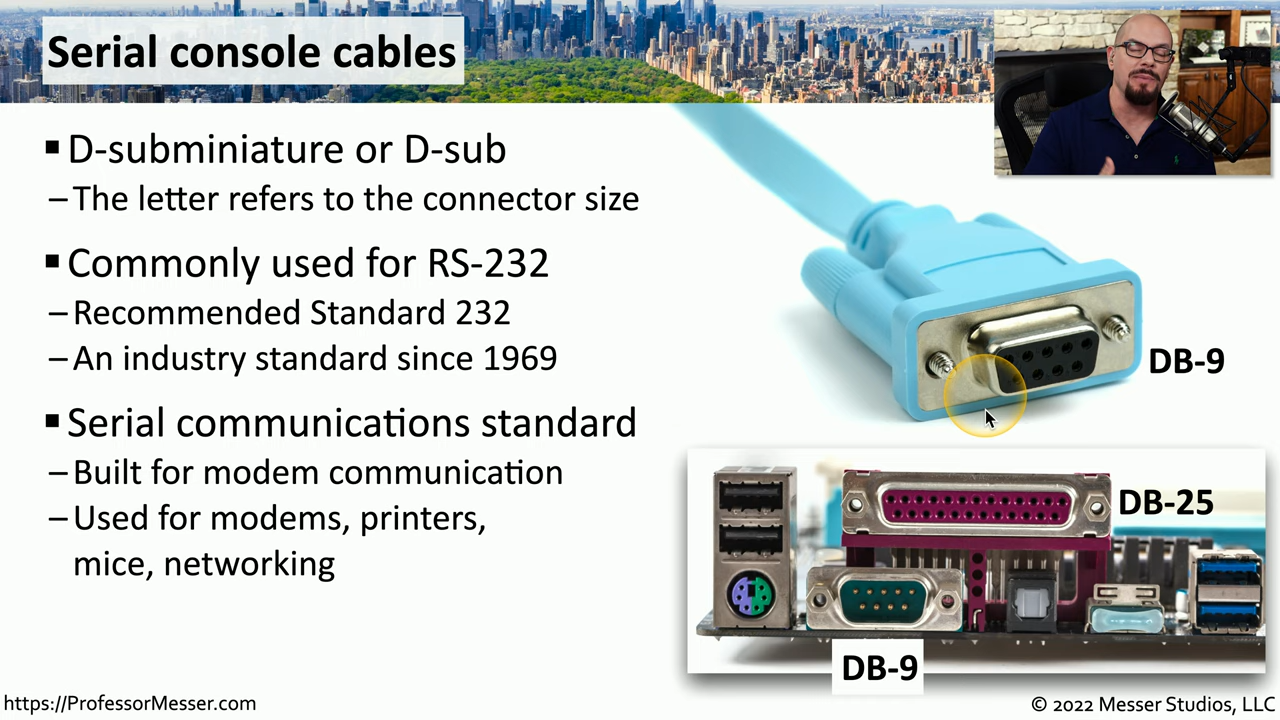 Serial console cables
▪ D-subminiature or D-sub
– The letter refers to the connector size
▪ Commonly used for RS-232
– Recommended Standard 232
– An industry standard since 1969
▪ Serial communications standard
– Built for modem communication
– Used for modems, printers,
mice, networking
DB-9
DB-25
DB-9
https://ProfessorMesser.com
© 2022 Messer Studios, LLC